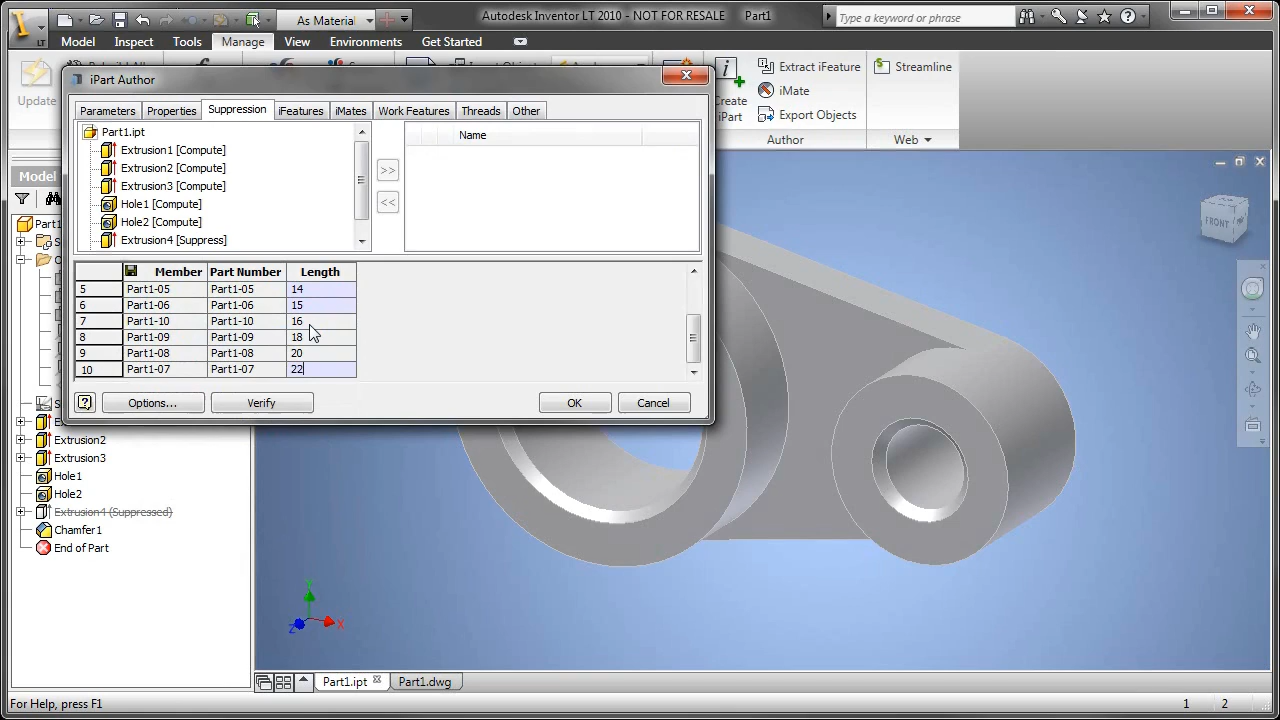 As Material
Autodesk Inventor LT 2010 - NOT FOR RESALE Part1
Type a keyword or phrase
LT
Model Inspect Tools Manage View Environments Get Started
Update
Create
iPart
Extract iFeature
iMate
Export Objects
Author
Streamline
Web
iPart Author
Parameters Properties Suppression iFeatures iMates Work Features Threads Other
Part1.ipt
Extrusion1 [Compute]
Extrusion2 [Compute]
Extrusion3 [Compute]
Hole1 [Compute]
Hole2 [Compute]
Extrusion4 [Suppress]
>>
<<
Name
Member Part Number Length
5 Part1-05 Part1-05 14
6 Part1-06 Part1-06 15
7 Part1-10 Part1-10 16
8 Part1-09 Part1-09 18
9 Part1-08 Part1-08 20
10 Part1-07 Part1-07 22
Options... Verify OK Cancel
Model
Part1
Extrusion2
Extrusion3
Hole1
Hole2
Extrusion4 (Suppressed)
Chamfer1
End of Part
FRONT
Y
X
Z
Part1.ipt Part1.dwg
For Help, press F1
1 2